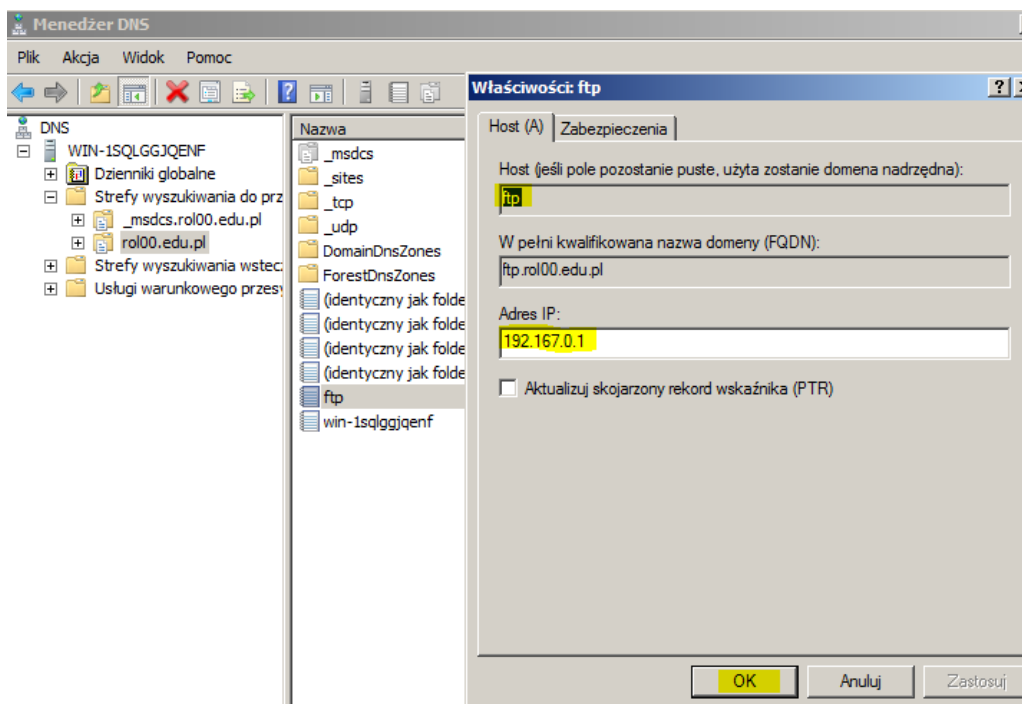 Menedżer DNS
Plik Akcja Widok Pomoc
DNS
WIN-1SQLGGJQENF
Dzienniki globalne
Strefy wyszukiwania do prz
_msdcs.rol00.edu.pl
rol00.edu.pl
Strefy wyszukiwania wstec
Usługi warunkowego przes
Nazwa
_msdcs
_sites
_tcp
_udp
DomainDnsZones
ForestDnsZones
(identyczny jak folde
(identyczny jak folde
(identyczny jak folde
(identyczny jak folde
ftp
win-1sqlggjqenf
Właściwości: ftp
Host (A) Zabezpieczenia
Host (jeśli pole pozostanie puste, użyta zostanie domena nadrzędna):
ftp
W pełni kwalifikowana nazwa domeny (FQDN):
ftp.rol00.edu.pl
Adres IP:
192.167.0.1
Aktualizuj skojarzony rekord wskaźnika (PTR)
OK Anuluj Zastosuj